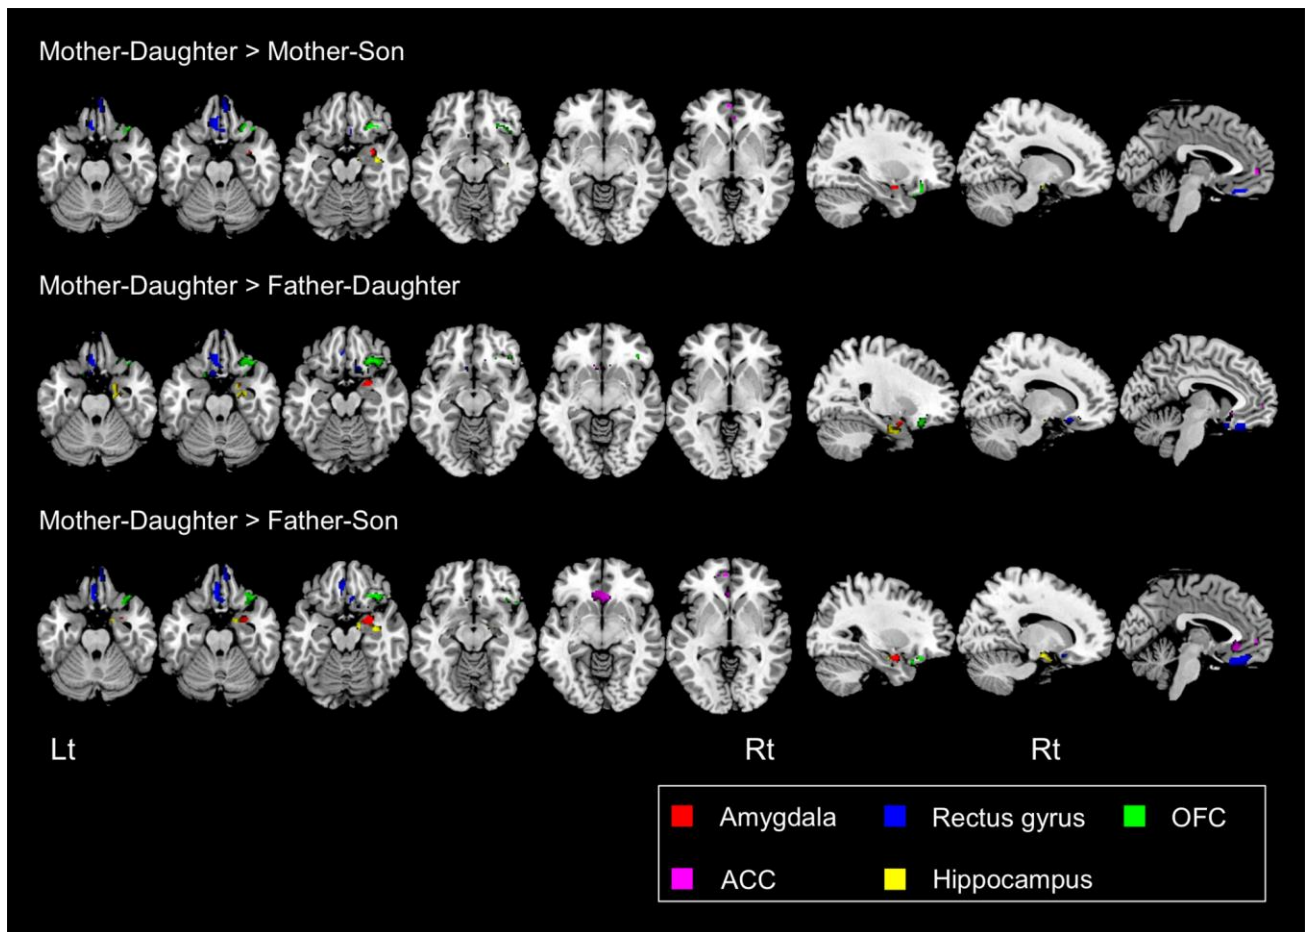 Mother-Daughter > Mother-Son
Mother-Daughter > Father-Daughter
Mother-Daughter > Father-Son
Lt Rt Rt
Amygdala Rectus gyrus OFC
ACC Hippocampus